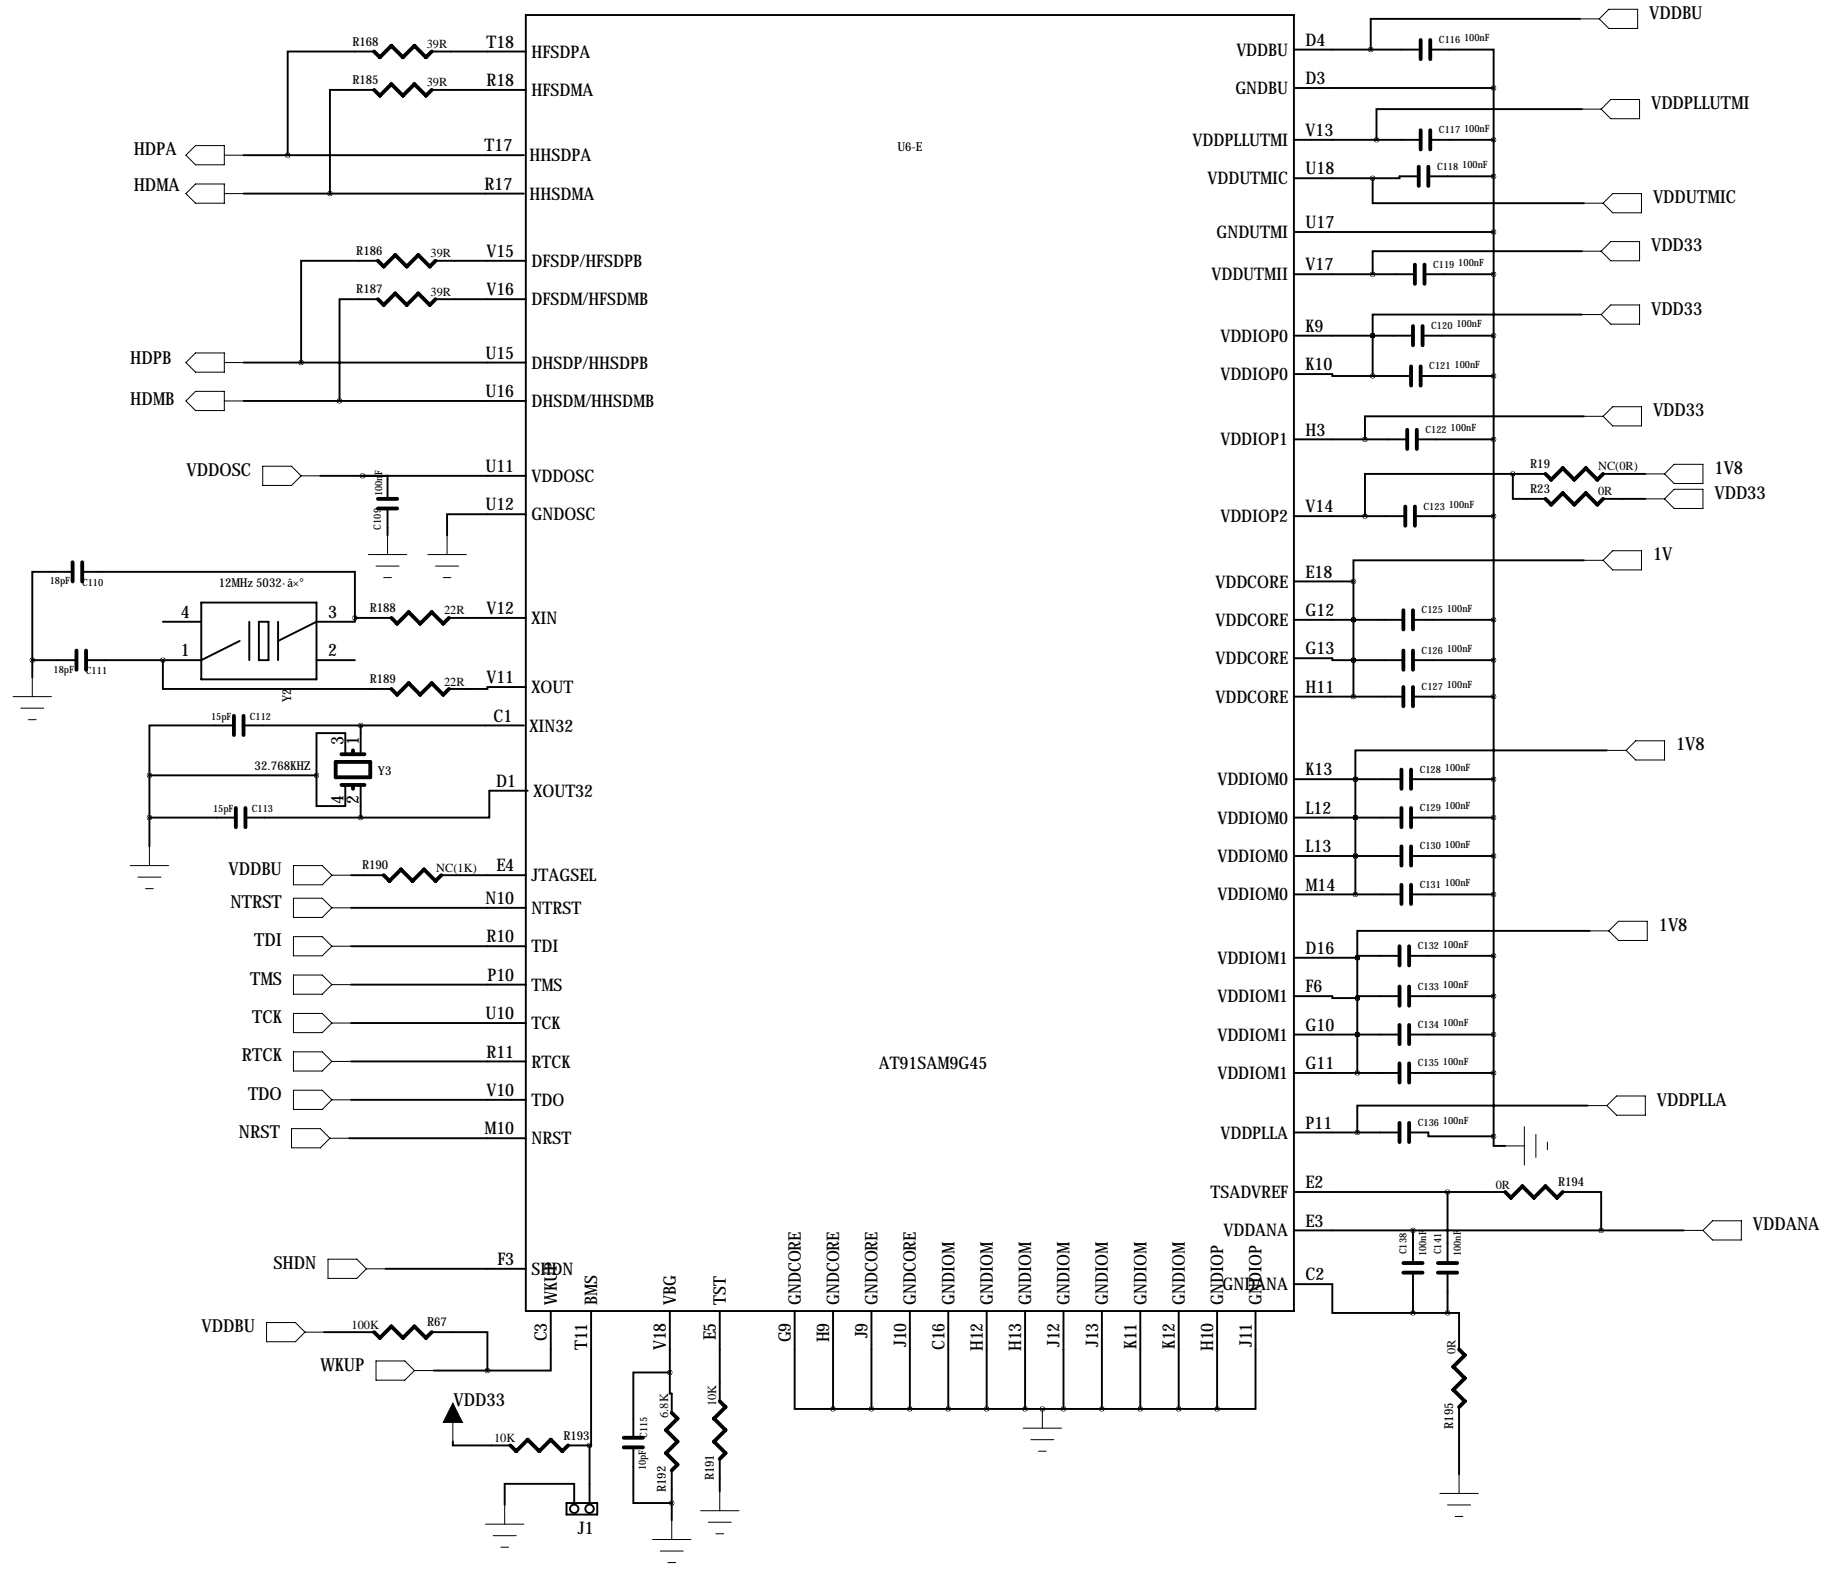 R168 39R T18 HFSDPA
R185 39R R18 HFSDMA
HDPA T17 HHSDPA
HDMA R17 HHSDMA
R186 39R V15 DFSDP/HFSDPB
R187 39R V16 DFSDM/HFSDMB
HDPB U15 DHSDP/HHSDPB
HDMB U16 DHSDM/HHSDMB
VDDOSC U11 VDDOSC
C109 100nF
U12 GNDOSC
18pF C110
12MHz 5032·âx°
4 3 R188 22R V12 XIN
1 2
18pF C111
Y2
R189 22R V11 XOUT
15pF C112 C1 XIN32
3 1
32.768KHZ Y3
4 2
D1 XOUT32
15pF C113
VDDBU R190 NC(1K) E4 JTAGSEL
NTRST N10 NTRST
TDI R10 TDI
TMS P10 TMS
TCK U10 TCK
RTCK R11 RTCK
TDO V10 TDO
NRST M10 NRST
SHDN F3 SHDN
VDDBU 100K R67
WKUP C3 WKUP
VDD33
10K R193 T11 BMS
J1
V18 VBG
C115 10pF
R192 6.8K
E5 TST
R191 10K
U6-E
AT91SAM9G45
G9 GNDCORE
H9 GNDCORE
J9 GNDCORE
J10 GNDCORE
C16 GNDIOM
H12 GNDIOM
H13 GNDIOM
J12 GNDIOM
J13 GNDIOM
K11 GNDIOM
K12 GNDIOM
H10 GNDIOP
J11 GNDIOP
VDDBU D4 C116 100nF VDDBU
GNDBU D3
VDDPLLUTMI V13 C117 100nF VDDPLLUTMI
VDDUTMIC U18 C118 100nF VDDUTMIC
GNDUTMI U17
VDDUTMII V17 C119 100nF VDD33
VDDIOP0 K9 C120 100nF VDD33
VDDIOP0 K10 C121 100nF
VDDIOP1 H3 C122 100nF VDD33
R19 NC(0R) 1V8
R23 0R VDD33
VDDIOP2 V14 C123 100nF
1V
VDDCORE E18
VDDCORE G12 C125 100nF
VDDCORE G13 C126 100nF
VDDCORE H11 C127 100nF
1V8
VDDIOM0 K13 C128 100nF
VDDIOM0 L12 C129 100nF
VDDIOM0 L13 C130 100nF
VDDIOM0 M14 C131 100nF
1V8
VDDIOM1 D16 C132 100nF
VDDIOM1 F6 C133 100nF
VDDIOM1 G10 C134 100nF
VDDIOM1 G11 C135 100nF
VDDPLLA
VDDPLLA P11 C136 100nF
TSADVREF E2 0R R194
VDDANA E3 VDDANA
C138 100nF
C141 100nF
GNDANA C2
R195 0R